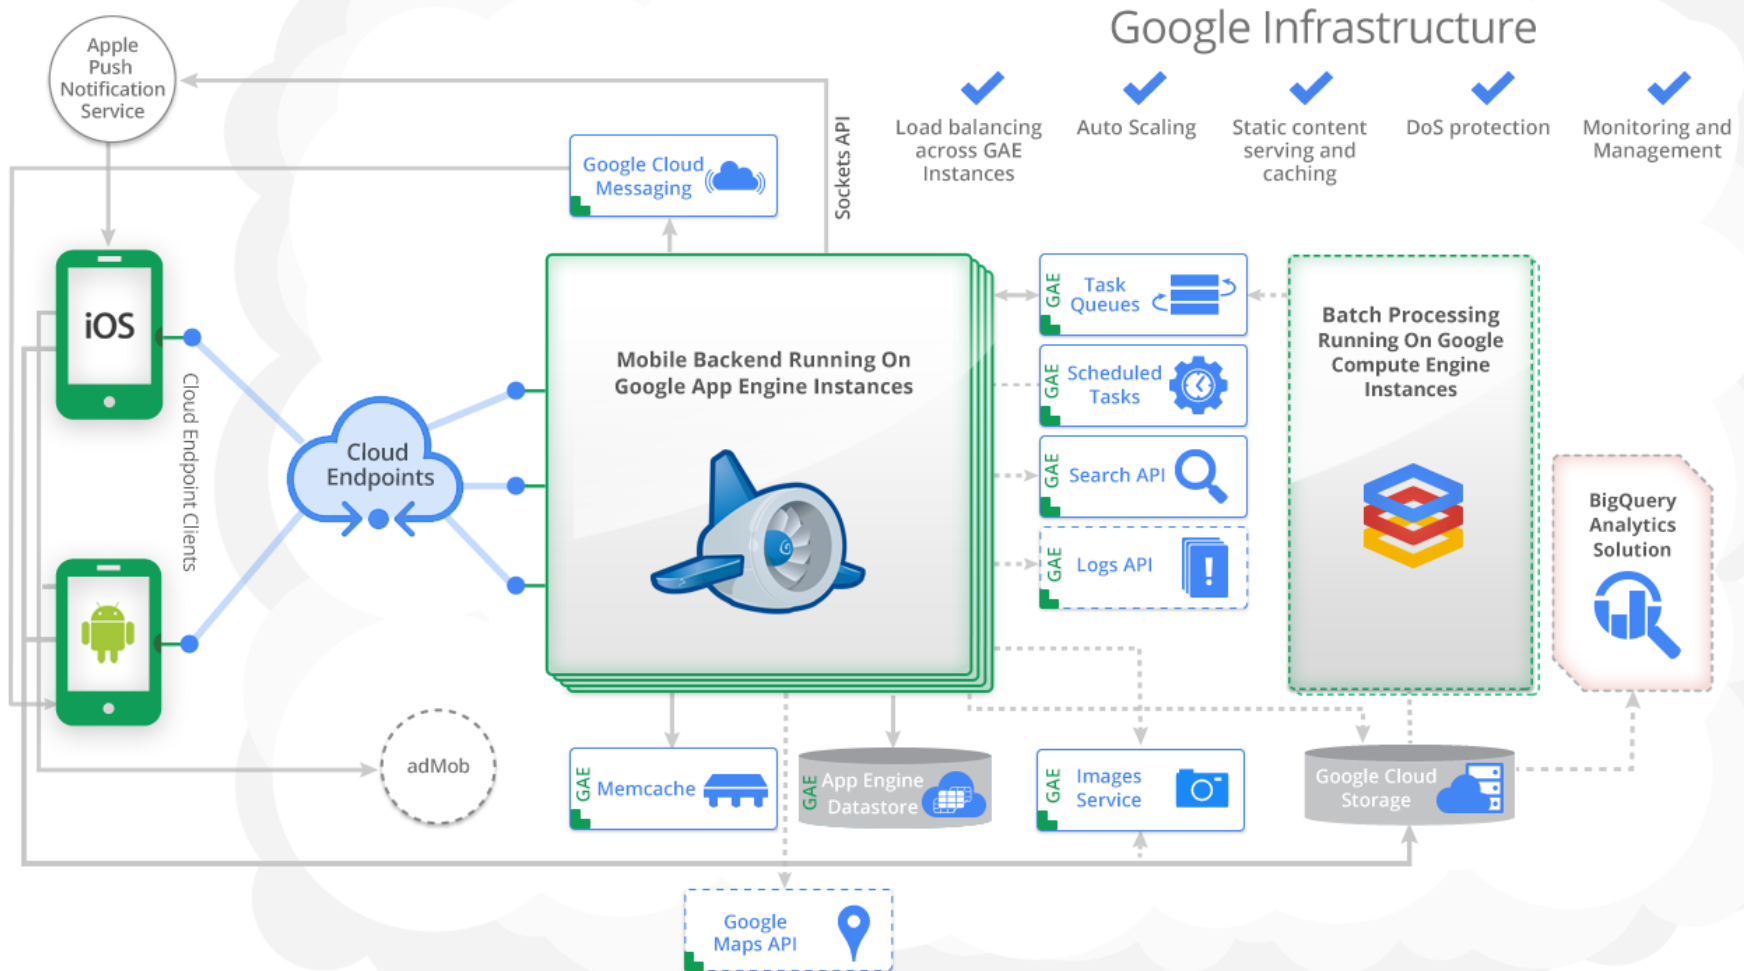 Google Infrastructure
Apple
Push
Notification
Service
Load balancing
across GAE
Instances
Auto Scaling
Static content
serving and
caching
DoS protection
Monitoring and
Management
Sockets API
Google Cloud
Messaging
iOS
Cloud Endpoint Clients
Cloud
Endpoints
Mobile Backend Running On
Google App Engine Instances
GAE
Task
Queues
GAE
Scheduled
Tasks
GAE
Search API
GAE
Logs API
Batch Processing
Running On Google
Compute Engine
Instances
BigQuery
Analytics
Solution
adMob
GAE
Memcache
GAE
App Engine
Datastore
GAE
Images
Service
Google Cloud
Storage
Google
Maps API